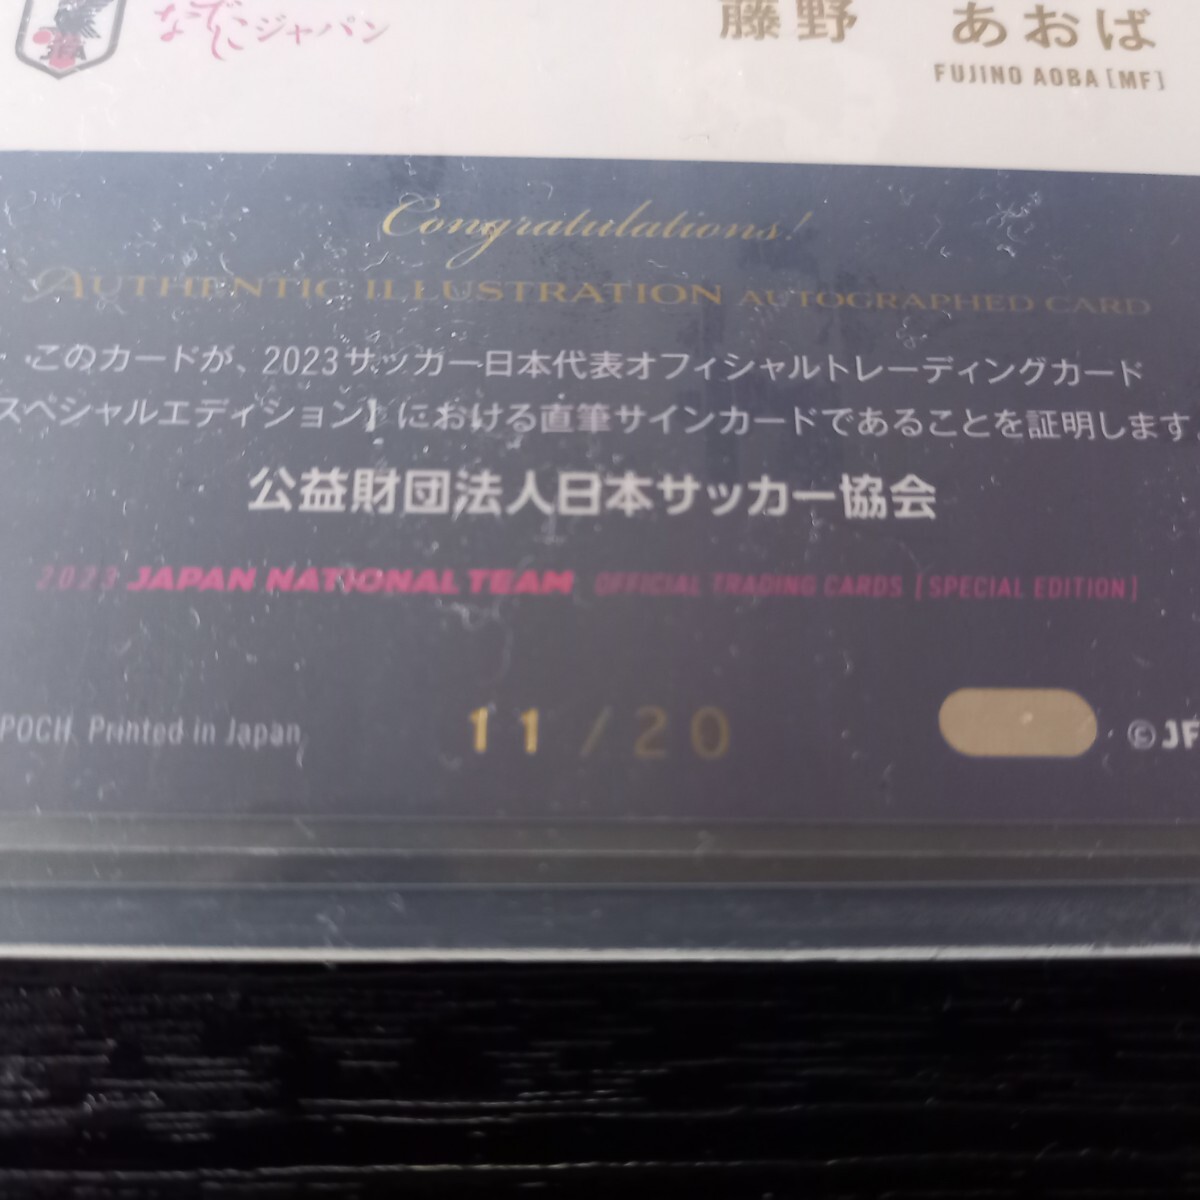 なでしこジャパン
JFA
藤野 あおば
FUJINO AOBA [MF]
Congratulations!
AUTHENTIC ILLUSTRATION AUTOGRAPHED CARD
このカードが、2023サッカー日本代表オフィシャルトレーディングカード
スペシャルエディション】における直筆サインカードであることを証明します。
公益財団法人日本サッカー協会
2023 JAPAN NATIONAL TEAM OFFICIAL TRADING CARDS [SPECIAL EDITION]
POCH Printed in Japan
11/20
©JF